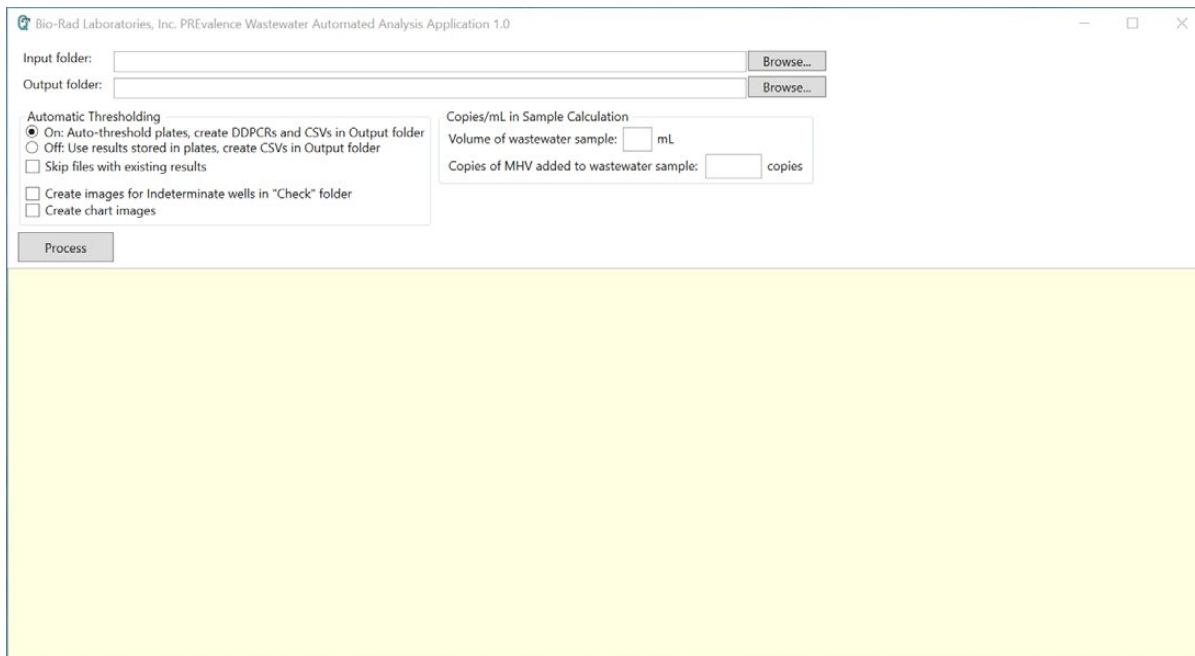 Bio-Rad Laboratories, Inc. PREvalence Wastewater Automated Analysis Application 1.0
Input folder:
Browse...
Output folder:
Browse...
Automatic Thresholding
On: Auto-threshold plates, create DDPCRs and CSVs in Output folder
Off: Use results stored in plates, create CSVs in Output folder
Skip files with existing results
Create images for Indeterminate wells in "Check" folder
Create chart images
Copies/mL in Sample Calculation
Volume of wastewater sample: mL
Copies of MHV added to wastewater sample: copies
Process